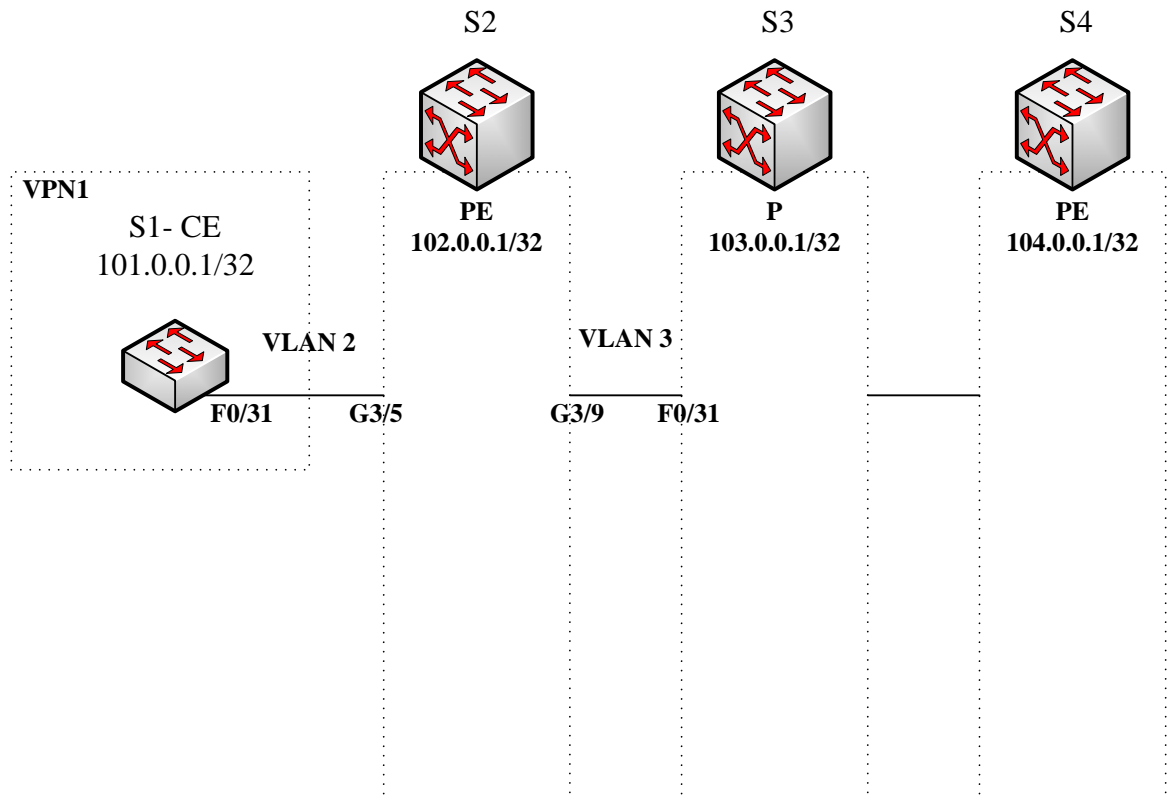 S2
S3
S4
VPN1
S1- CE
101.0.0.1/32
PE
102.0.0.1/32
P
103.0.0.1/32
PE
104.0.0.1/32
VLAN 2
VLAN 3
F0/31
G3/5
G3/9
F0/31